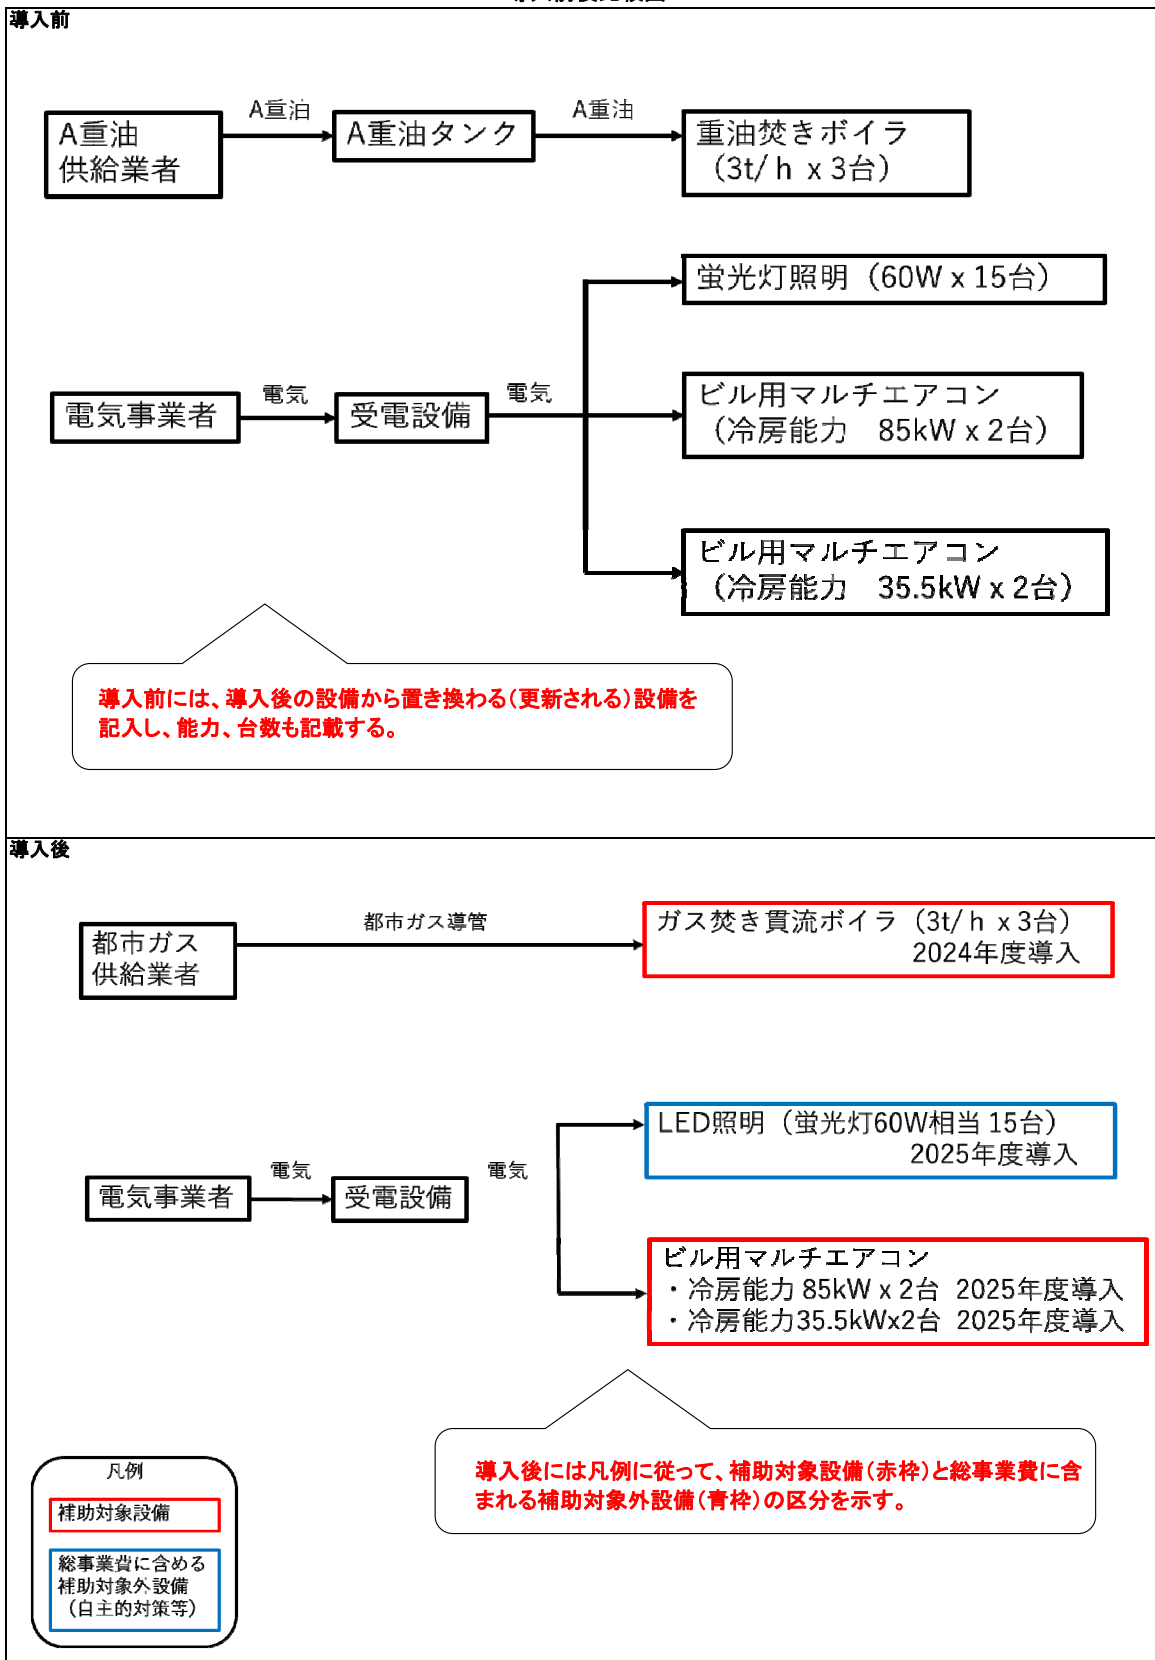 導入前
A重油
A重油
A重油
供給業者
A重油タンク
重油焚きボイラ
（3t/ｈ x 3台）
蛍光灯照明（60W x 15台）
電気
電気
電気事業者
受電設備
ビル用マルチエアコン
（冷房能力　85kW x 2台）
ビル用マルチエアコン
（冷房能力　35.5kW x 2台）
導入前には、導入後の設備から置き換わる（更新される）設備を
記入し、能力、台数も記載する。
導入後
都市ガス
供給業者
都市ガス導管
ガス焚き貫流ボイラ（3t/ｈ x 3台）
2024年度導入
LED照明（蛍光灯60W相当 15台）
2025年度導入
電気
電気
電気事業者
受電設備
ビル用マルチエアコン
・冷房能力 85kW x 2台 2025年度導入
・冷房能力35.5kWx2台 2025年度導入
導入後には凡例に従って、補助対象設備（赤枠）と総事業費に含
まれる補助対象外設備（青枠）の区分を示す。
凡例
補助対象設備
総事業費に含める
補助対象外設備
（自主的対策等）